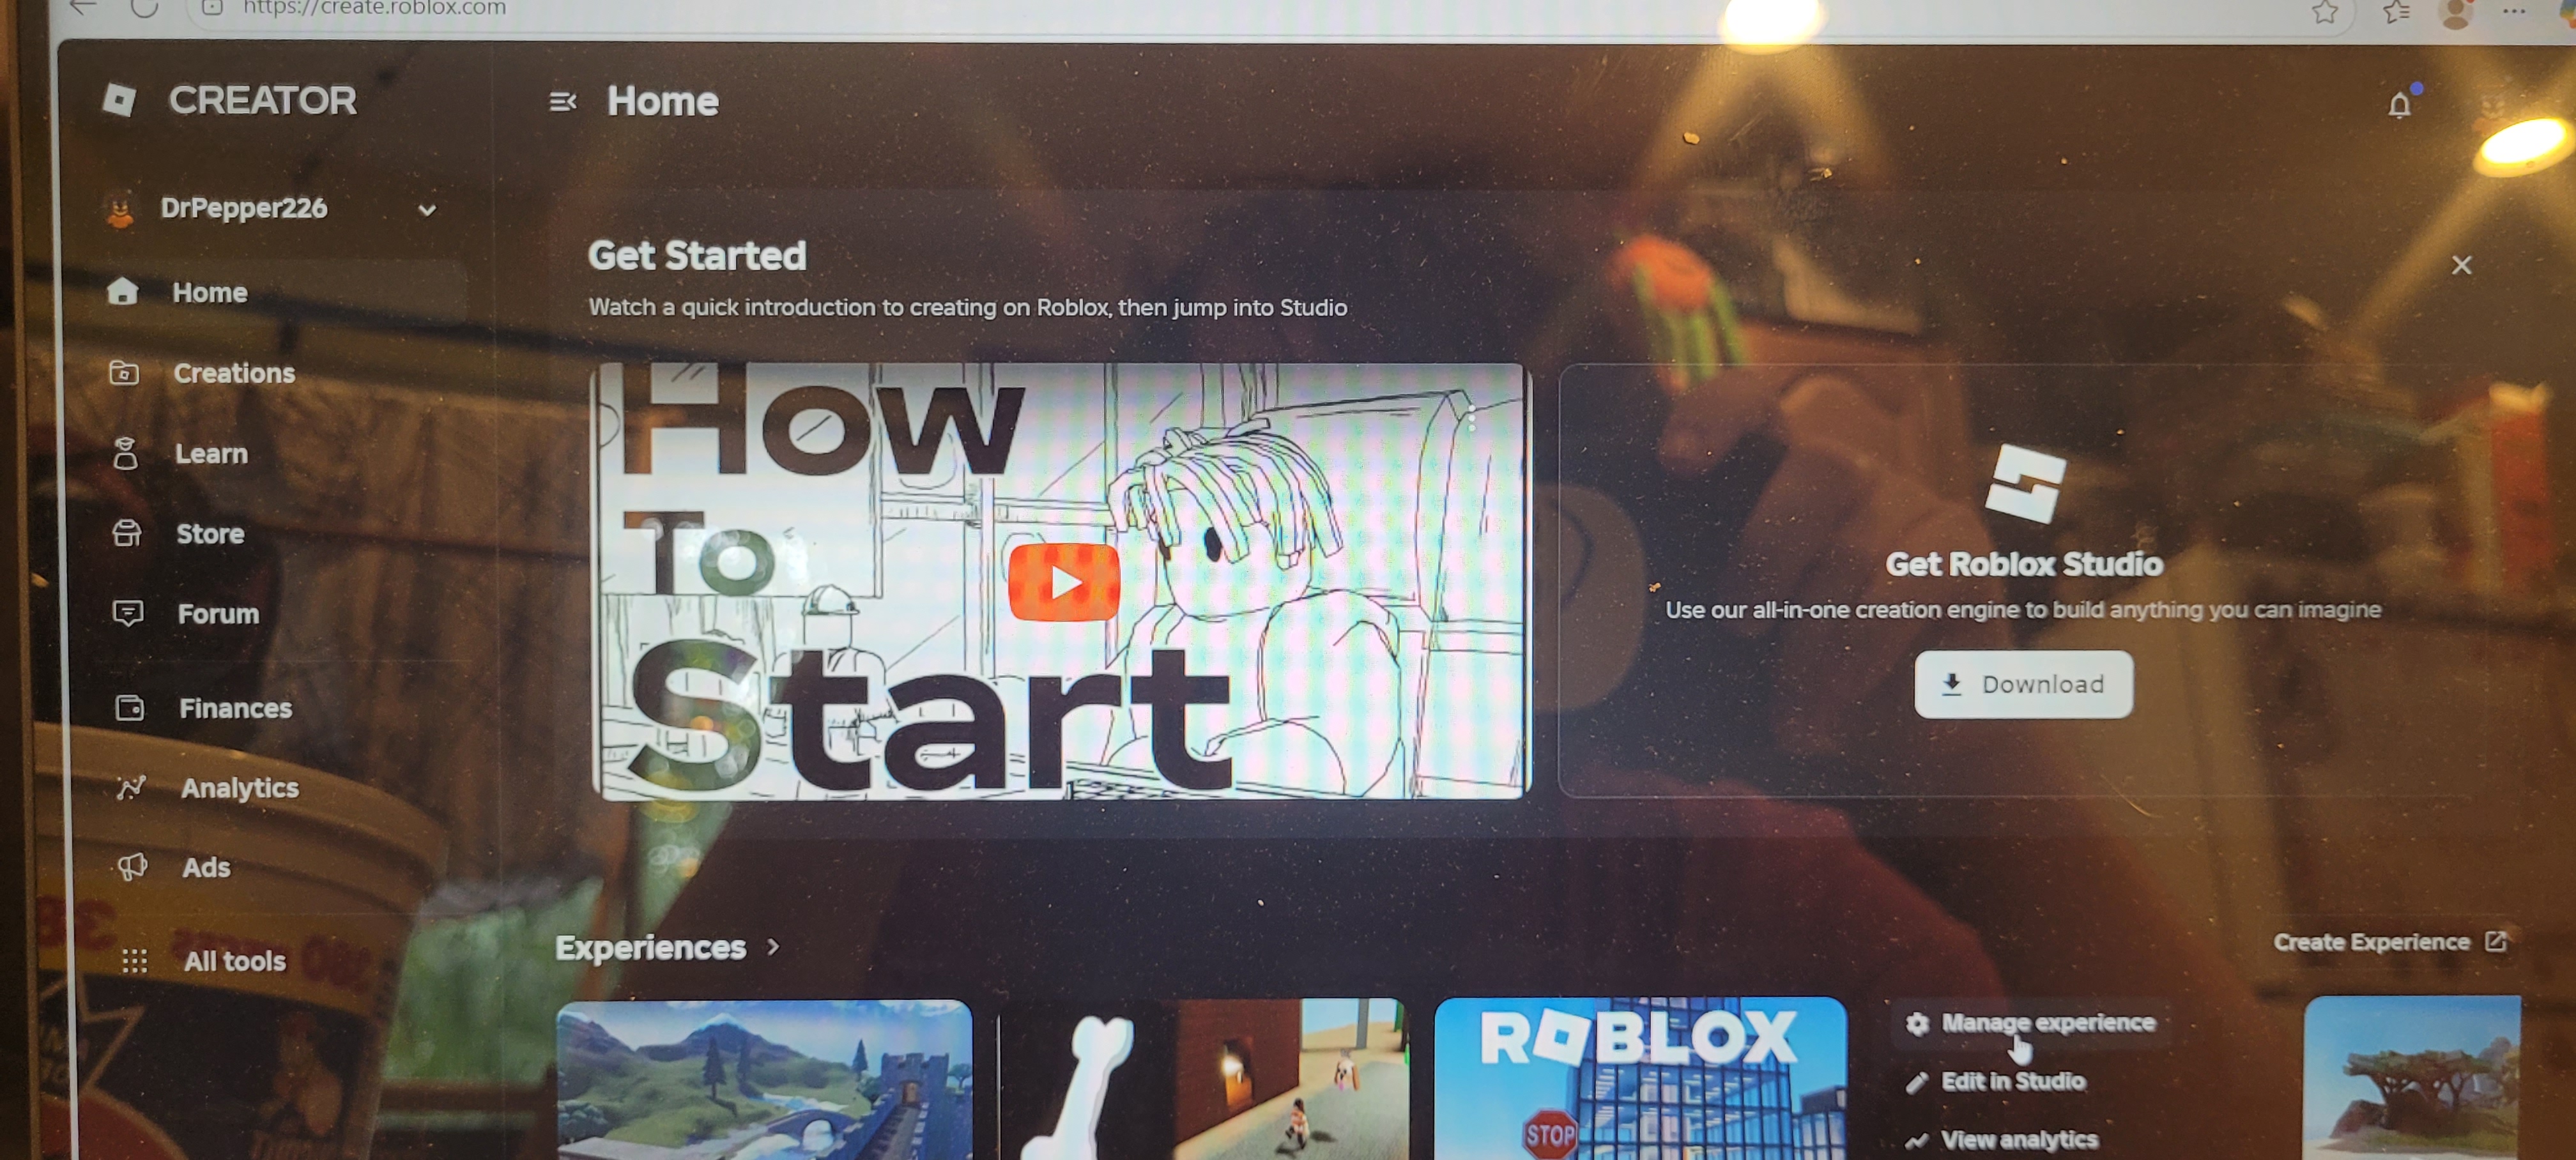 https://create.roblox.com
CREATOR
Home
DrPepper226
Home
Creations
Learn
Store
Forum
Finances
Analytics
Ads
All tools
Get Started
Watch a quick introduction to creating on Roblox, then jump into Studio
How
To
Start
Get Roblox Studio
Use our all-in-one creation engine to build anything you can imagine
Download
Experiences
Create Experience
ROBLOX
STOP
Manage experience
Edit in Studio
View analytics